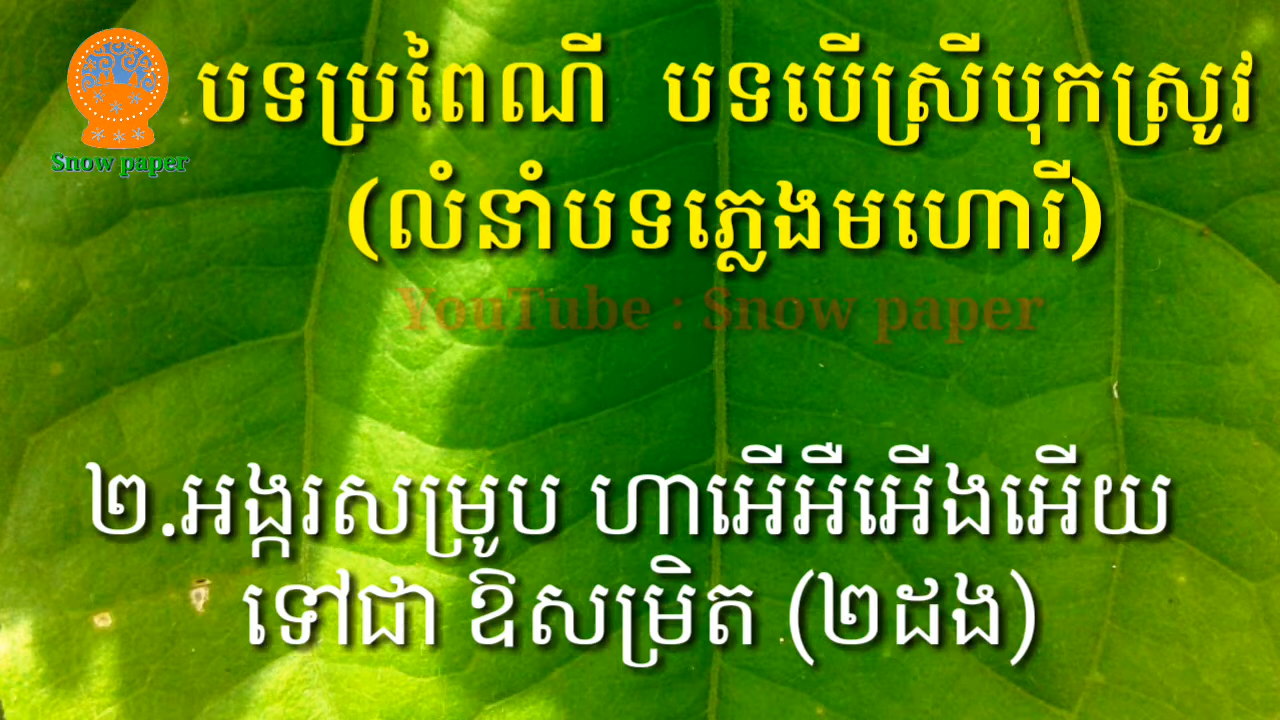 Snow paper
បទប្រពៃណី បទបើស្រីបុកស្រូវ
(លំនាំបទភ្លេងមហោរី)
YouTube : Snow paper
២.អង្ករសម្រូប ហាអើអឺអើងអើយ
ទៅជា ឱសម្រិត (២ដង)